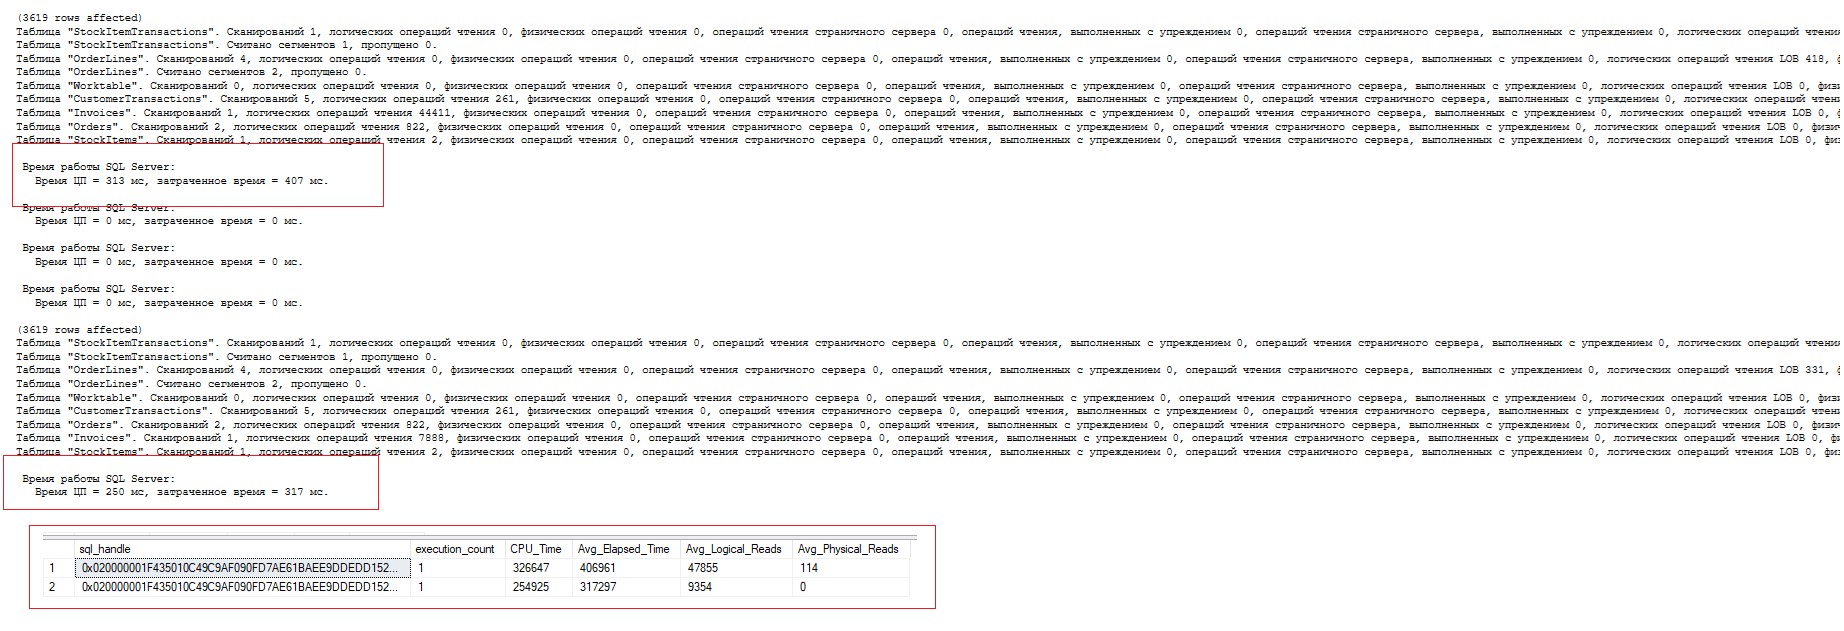 (3619 rows affected)
Таблица "StockItemTransactions". Сканирований 1, логических операций чтения 0, физических операций чтения 0, операций чтения страничного сервера 0, операций чтения, выполненных с упреждением 0, операций чтения страничного сервера, выполненных с упреждением 0, логических операций чтения
Таблица "StockItemTransactions". Считано сегментов 1, пропущено 0.
Таблица "OrderLines". Сканирований 4, логических операций чтения 0, физических операций чтения 0, операций чтения страничного сервера 0, операций чтения, выполненных с упреждением 0, операций чтения страничного сервера, выполненных с упреждением 0, логических операций чтения LOB 418,
Таблица "OrderLines". Считано сегментов 2, пропущено 0.
Таблица "Worktable". Сканирований 0, логических операций чтения 0, физических операций чтения 0, операций чтения страничного сервера 0, операций чтения, выполненных с упреждением 0, операций чтения страничного сервера, выполненных с упреждением 0, логических операций чтения LOB 0, физи
Таблица "CustomerTransactions". Сканирований 5, логических операций чтения 261, физических операций чтения 0, операций чтения страничного сервера 0, операций чтения, выполненных с упреждением 0, операций чтения страничного сервера, выполненных с упреждением 0, логических операций чтения
Таблица "Invoices". Сканирований 1, логических операций чтения 44411, физических операций чтения 0, операций чтения страничного сервера 0, операций чтения, выполненных с упреждением 0, операций чтения страничного сервера, выполненных с упреждением 0, логических операций чтения LOB 0,
Таблица "Orders". Сканирований 2, логических операций чтения 822, физических операций чтения 0, операций чтения страничного сервера 0, операций чтения, выполненных с упреждением 0, операций чтения страничного сервера, выполненных с упреждением 0, логических операций чтения LOB 0, физи
Таблица "StockItems". Сканирований 1, логических операций чтения 2, физических операций чтения 0, операций чтения страничного сервера 0, операций чтения, выполненных с упреждением 0, операций чтения страничного сервера, выполненных с упреждением 0, логических операций чтения LOB 0, физ
Время работы SQL Server:
Время ЦП = 313 мс, затраченное время = 407 мс.
Время работы SQL Server:
Время ЦП = 0 мс, затраченное время = 0 мс.
Время работы SQL Server:
Время ЦП = 0 мс, затраченное время = 0 мс.
Время работы SQL Server:
Время ЦП = 0 мс, затраченное время = 0 мс.
(3619 rows affected)
Таблица "StockItemTransactions". Сканирований 1, логических операций чтения 0, физических операций чтения 0, операций чтения страничного сервера 0, операций чтения, выполненных с упреждением 0, операций чтения страничного сервера, выполненных с упреждением 0, логических операций чтения
Таблица "StockItemTransactions". Считано сегментов 1, пропущено 0.
Таблица "OrderLines". Сканирований 4, логических операций чтения 0, физических операций чтения 0, операций чтения страничного сервера 0, операций чтения, выполненных с упреждением 0, операций чтения страничного сервера, выполненных с упреждением 0, логических операций чтения LOB 331,
Таблица "OrderLines". Считано сегментов 2, пропущено 0.
Таблица "Worktable". Сканирований 0, логических операций чтения 0, физических операций чтения 0, операций чтения страничного сервера 0, операций чтения, выполненных с упреждением 0, операций чтения страничного сервера, выполненных с упреждением 0, логических операций чтения LOB 0, физи
Таблица "CustomerTransactions". Сканирований 5, логических операций чтения 261, физических операций чтения 0, операций чтения страничного сервера 0, операций чтения, выполненных с упреждением 0, операций чтения страничного сервера, выполненных с упреждением 0, логических операций чтения
Таблица "Orders". Сканирований 2, логических операций чтения 822, физических операций чтения 0, операций чтения страничного сервера 0, операций чтения, выполненных с упреждением 0, операций чтения страничного сервера, выполненных с упреждением 0, логических операций чтения LOB 0, физи
Таблица "Invoices". Сканирований 1, логических операций чтения 7888, физических операций чтения 0, операций чтения страничного сервера 0, операций чтения, выполненных с упреждением 0, операций чтения страничного сервера, выполненных с упреждением 0, логических операций чтения LOB 0, ф
Таблица "StockItems". Сканирований 1, логических операций чтения 2, физических операций чтения 0, операций чтения страничного сервера 0, операций чтения, выполненных с упреждением 0, операций чтения страничного сервера, выполненных с упреждением 0, логических операций чтения LOB 0, физ
Время работы SQL Server:
Время ЦП = 250 мс, затраченное время = 317 мс.
sql_handle execution_count CPU_Time Avg_Elapsed_Time Avg_Logical_Reads Avg_Physical_Reads
1 0x020000001F435010C49C9AF090FD7AE61BAEE9DDEDD152... 1 326647 406961 47855 114
2 0x020000001F435010C49C9AF090FD7AE61BAEE9DDEDD152... 1 254925 317297 9354 0